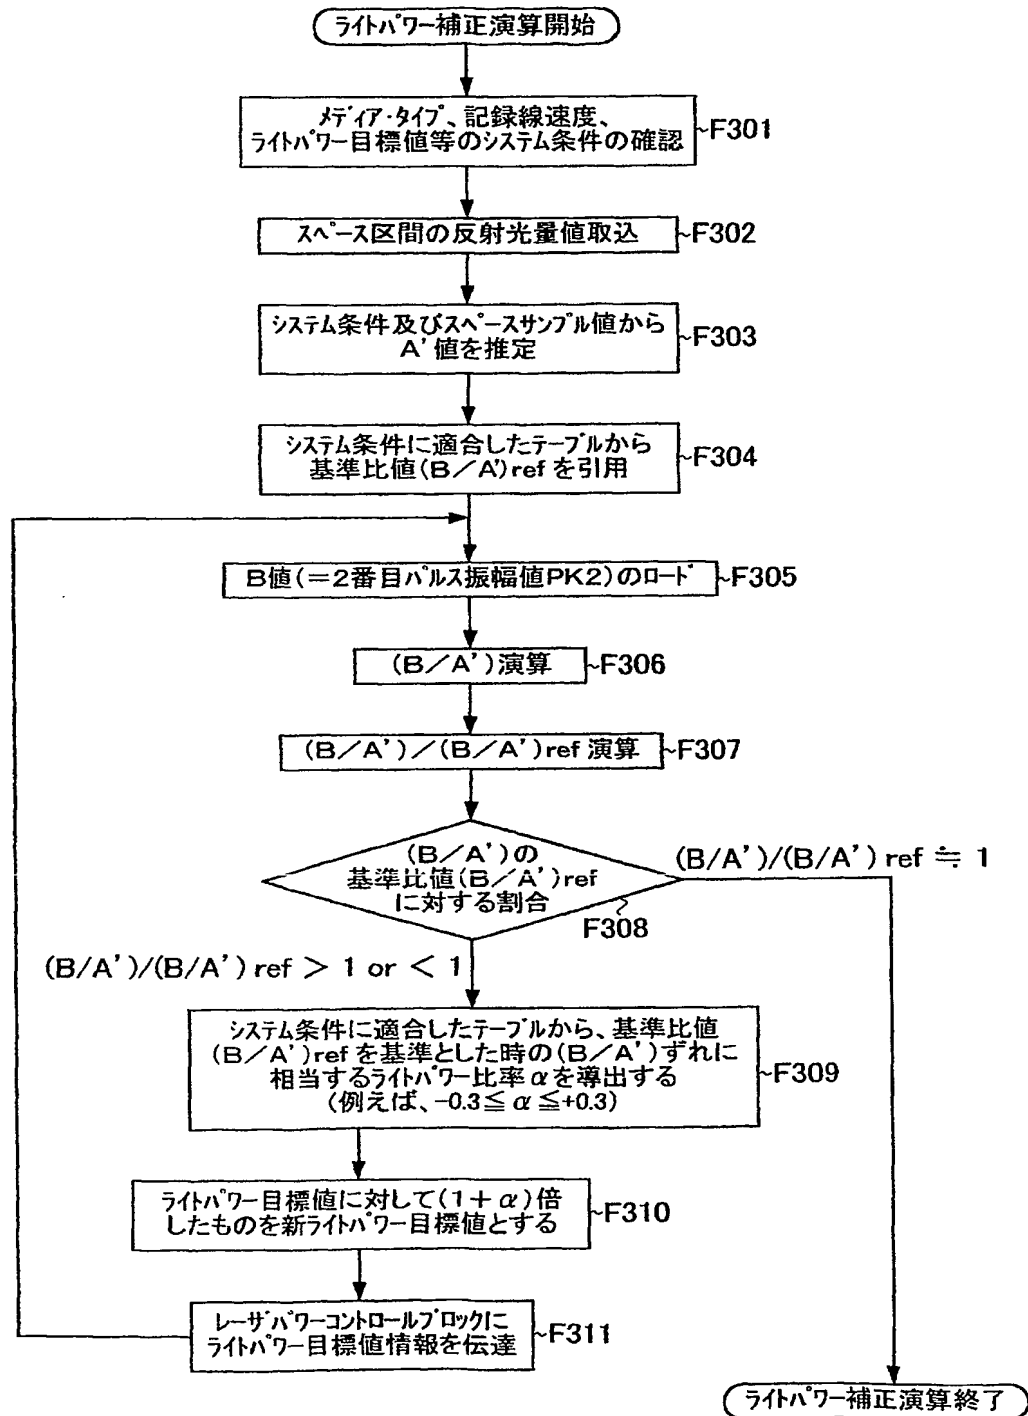 ライトパワー補正演算開始
メディア・タイプ、記録線速度、
ライトパワー目標値等のシステム条件の確認
F301
スペース区間の反射光量値取込
F302
システム条件及びスペースサンプル値から
A'値を推定
F303
システム条件に適合したテーブルから
基準比値(B/A')refを引用
F304
B値(=2番目パルス振幅値PK2)のロード
F305
(B/A')演算
F306
(B/A')/(B/A')ref 演算
F307
(B/A')の
基準比値(B/A')ref
に対する割合
F308
(B/A')/(B/A') ref ≒ 1
(B/A')/(B/A') ref > 1 or < 1
システム条件に適合したテーブルから、基準比値
(B/A')refを基準とした時の(B/A')ずれに
相当するライトパワー比率αを導出する
(例えば、-0.3≦α≦+0.3)
F309
ライトパワー目標値に対して(1+α)倍
したものを新ライトパワー目標値とする
F310
レーザパワーコントロールブロックに
ライトパワー目標値情報を伝達
F311
ライトパワー補正演算終了